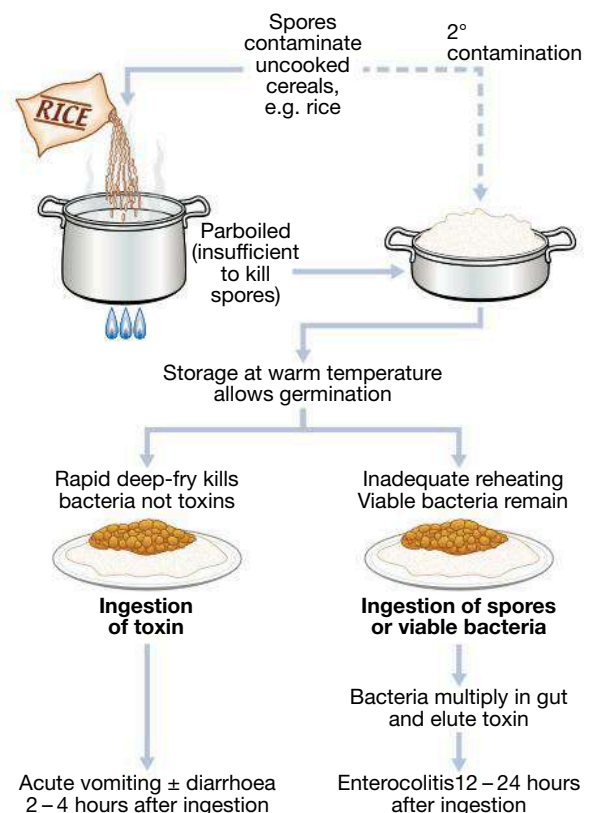 Spores
contaminate
uncooked
cereals,
e.g. rice
2°
contamination
RICE
Parboiled
(insufficient
to kill
spores)
Storage at warm temperature
allows germination
Rapid deep-fry kills
bacteria not toxins
Inadequate reheating
Viable bacteria remain
Ingestion
of toxin
Ingestion of spores
or viable bacteria
Bacteria multiply in gut
and elute toxin
Acute vomiting ± diarrhoea
2 – 4 hours after ingestion
Enterocolitis12 – 24 hours
after ingestion